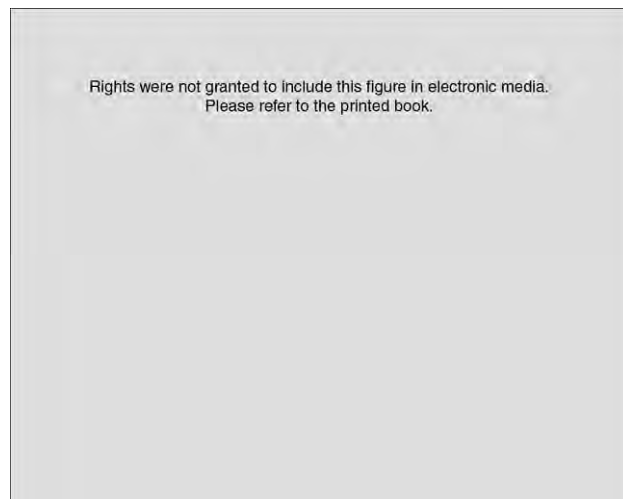 Rights were not granted to include this figure in electronic media.
Please refer to the printed book.